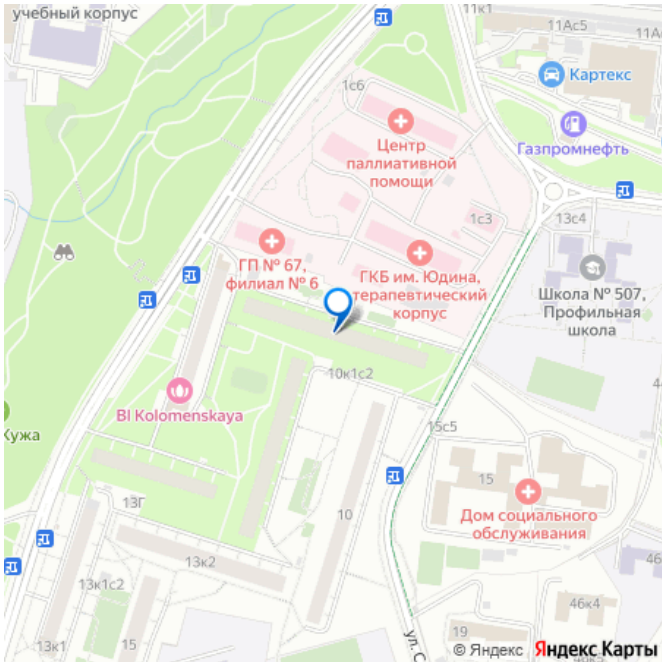 учебный корпус
11к1
11Ас5
11А
Картекс
1с6
Газпромнефть
Центр
паллиативной
помощи
1с3
13с4
ГП № 67,
филиал № 6
ГКБ им. Юдина,
терапевтический
корпус
Школа № 507,
Профильная
школа
10к1с2
BI Kolomenskaya
Кужа
15с5
15
Дом социального
обслуживания
13Г
10
13к2
13к1с2
46к4
13к1
15
19
ул. С
© Яндекс Яндекс Карты